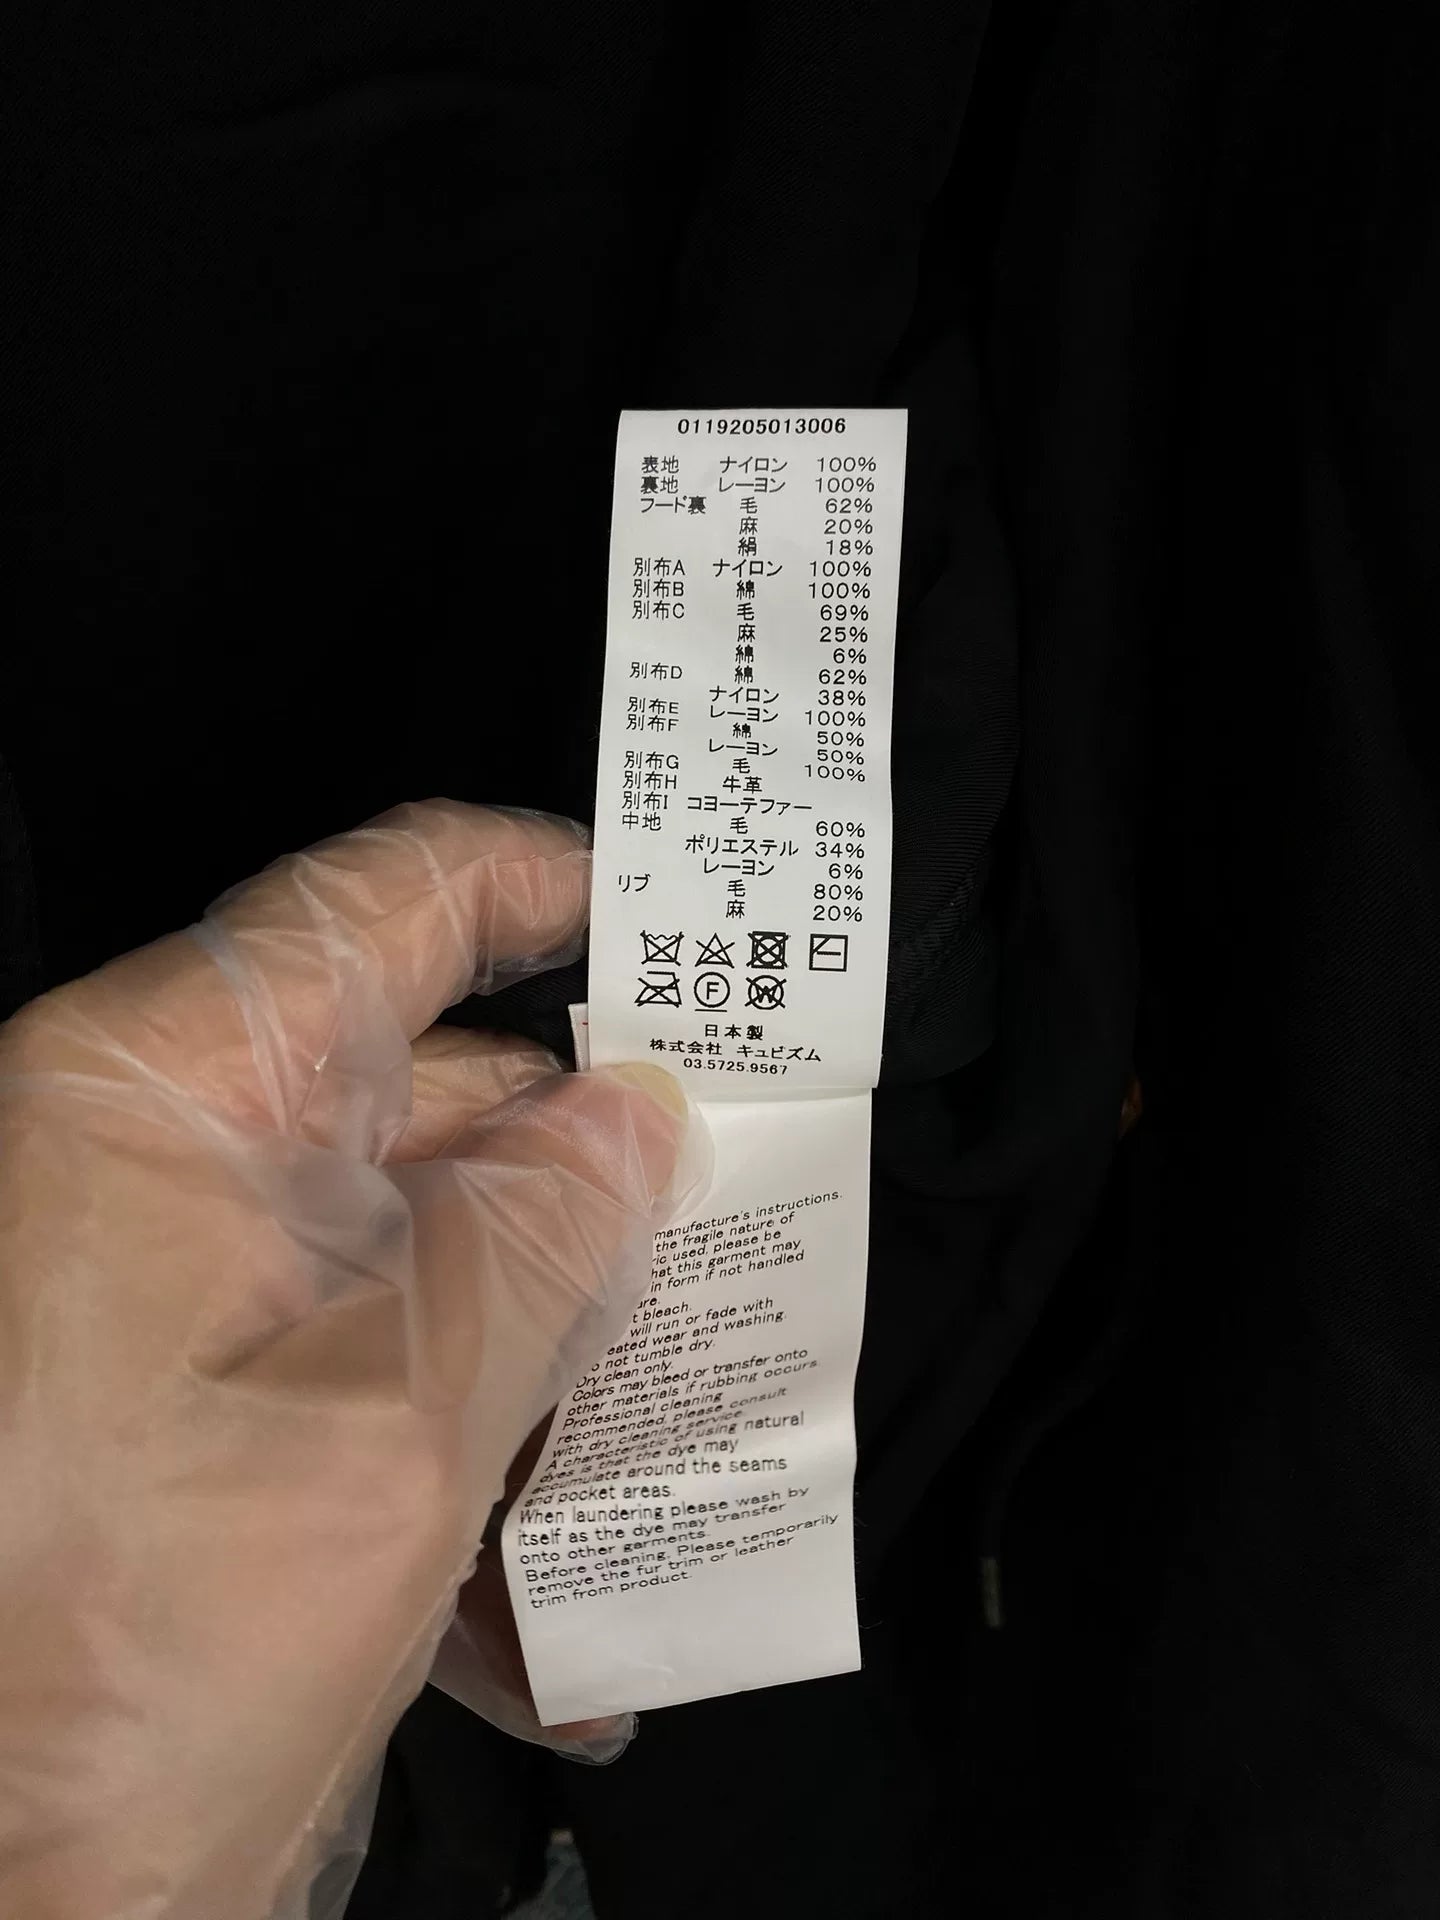 0119205013006
表地 ナイロン 100%
裏地 レーヨン 100%
フード裏 毛 62%
麻 20%
絹 18%
別布A ナイロン 100%
別布B 綿 100%
別布C 毛 69%
麻 25%
綿 6%
別布D 綿 62%
ナイロン 38%
別布E レーヨン 100%
別布F 綿 50%
レーヨン 50%
別布G 毛 100%
別布H 牛革
別布I コヨーテファー
中地 毛 60%
ポリエステル 34%
レーヨン 6%
リブ 毛 80%
麻 20%
F W
日本製
株式会社 キュビズム
03.5725.9567
manufacture's instructions.
the fragile nature of
used, please be
this garment may
in form if not handled
bleach.
will run or fade with
wear and washing.
not tumble dry.
Dry clean only.
Colors may bleed or transfer onto
other materials if rubbing occurs
Professional cleaning
recommended, please consult
with dry cleaning service.
A characteristic of using natural
dyes is that the dye may
accumulate around the seams
and pocket areas.
When laundering please wash by
itself as the dye may transfer
onto other garments.
Before cleaning, Please temporarily
remove the fur trim or leather
trim from product.